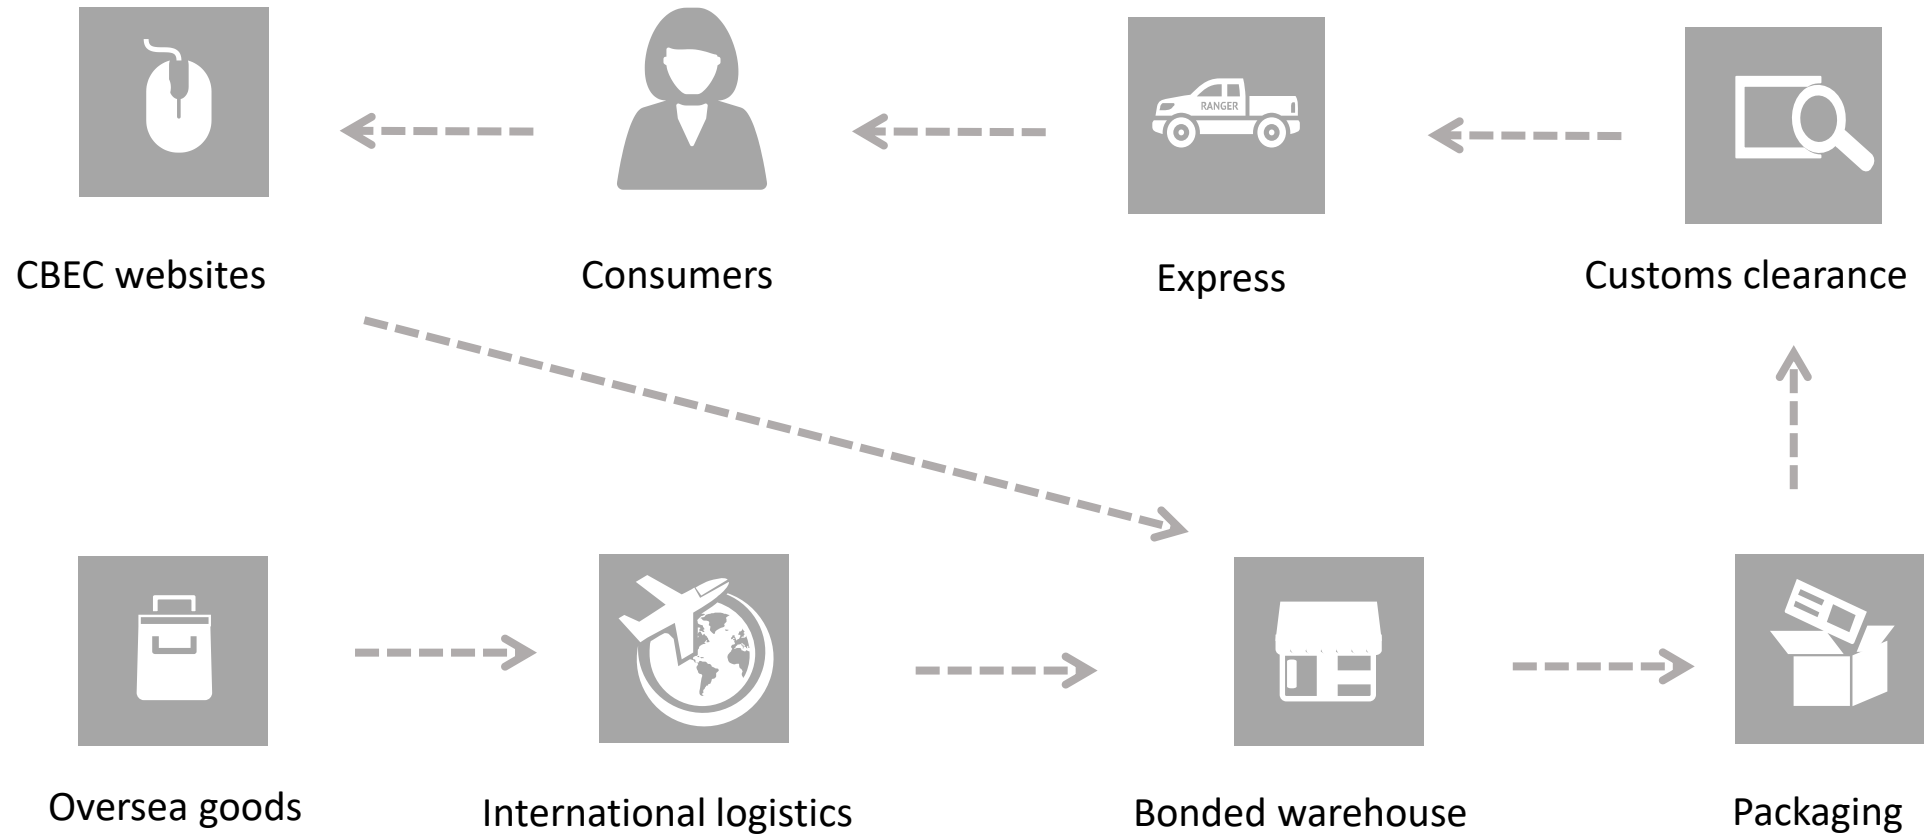 RANGER
CBEC websites
Consumers
Express
Customs clearance
Oversea goods
International logistics
Bonded warehouse
Packaging